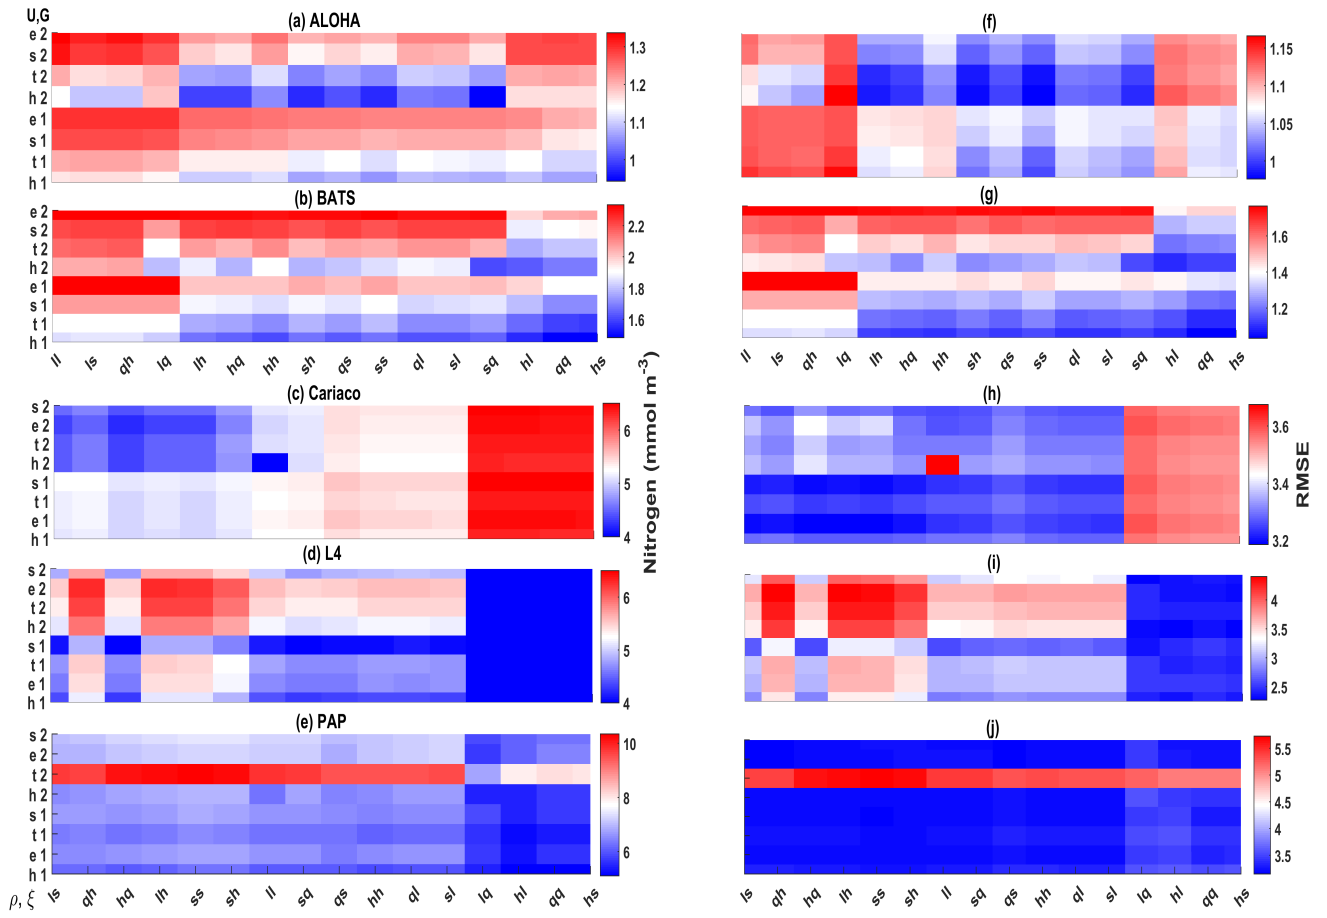 U,G
(a) ALOHA
(f)
e 2
s 2
t 2
h 2
e 1
s 1
t 1
h 1
1.3
1.2
1.1
1
1.15
1.1
1.05
1
(b) BATS
(g)
e 2
s 2
t 2
h 2
e 1
s 1
t 1
h 1
2.2
2
1.8
1.6
1.6
1.4
1.2
ll ls qh lq lh hq hh sh qs ss ql sl sq hl qq hs
ll ls qh lq lh hq hh sh qs ss ql sl sq hl qq hs
(c) Cariaco
(h)
s 2
e 2
t 2
h 2
s 1
t 1
e 1
h 1
6
5
4
Nitrogen (mmol m⁻³)
3.6
3.4
3.2
RMSE
(d) L4
(i)
s 2
e 2
t 2
h 2
s 1
t 1
e 1
h 1
6
5
4
4
3.5
3
2.5
(e) PAP
(j)
s 2
e 2
t 2
h 2
s 1
t 1
e 1
h 1
10
8
6
5.5
5
4.5
4
3.5
ρ, ξ
ls qh hq lh ss sh ll sq qs hh ql sl lq hl qq hs
ls qh hq lh ss sh ll sq qs hh ql sl lq hl qq hs